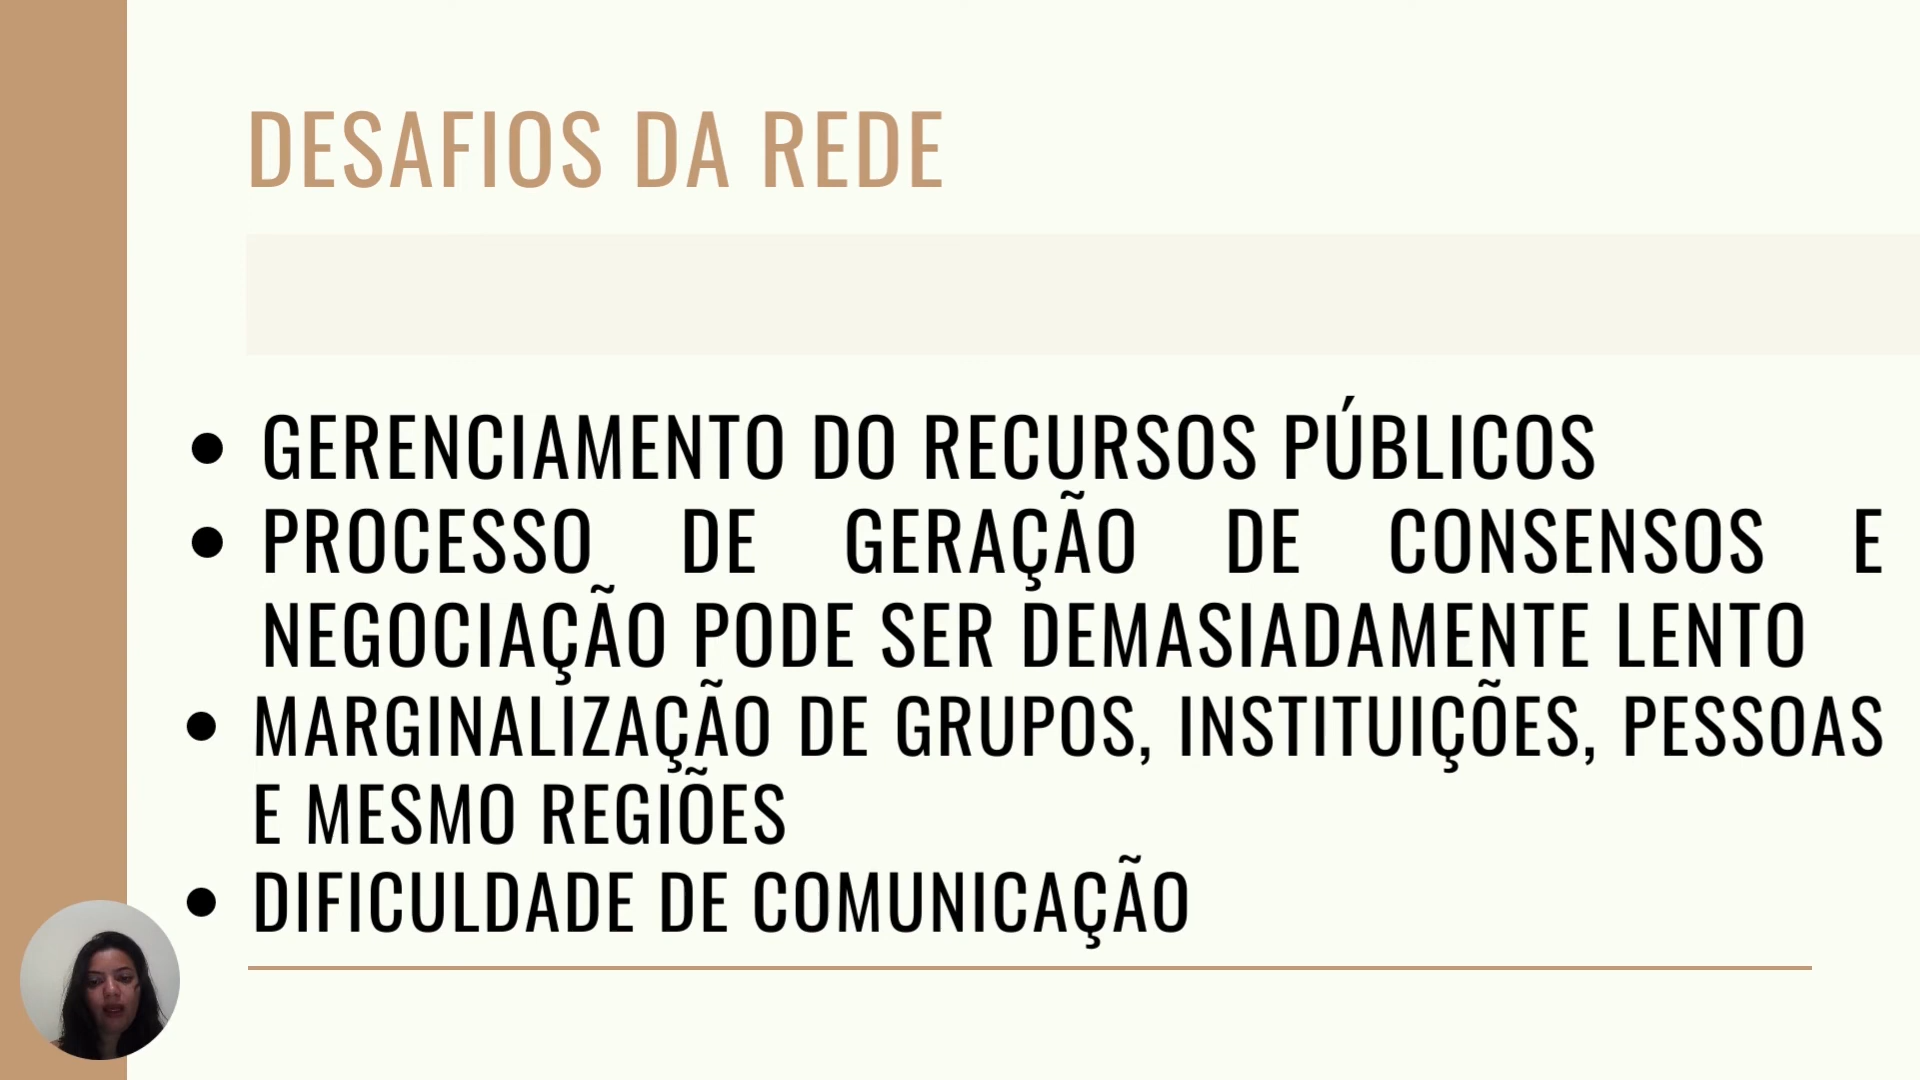 DESAFIOS DA REDE
• GERENCIAMENTO DO RECURSOS PÚBLICOS
• PROCESSO DE GERAÇÃO DE CONSENSOS E
NEGOCIAÇÃO PODE SER DEMASIADAMENTE LENTO
• MARGINALIZAÇÃO DE GRUPOS, INSTITUIÇÕES, PESSOAS
E MESMO REGIÕES
• DIFICULDADE DE COMUNICAÇÃO